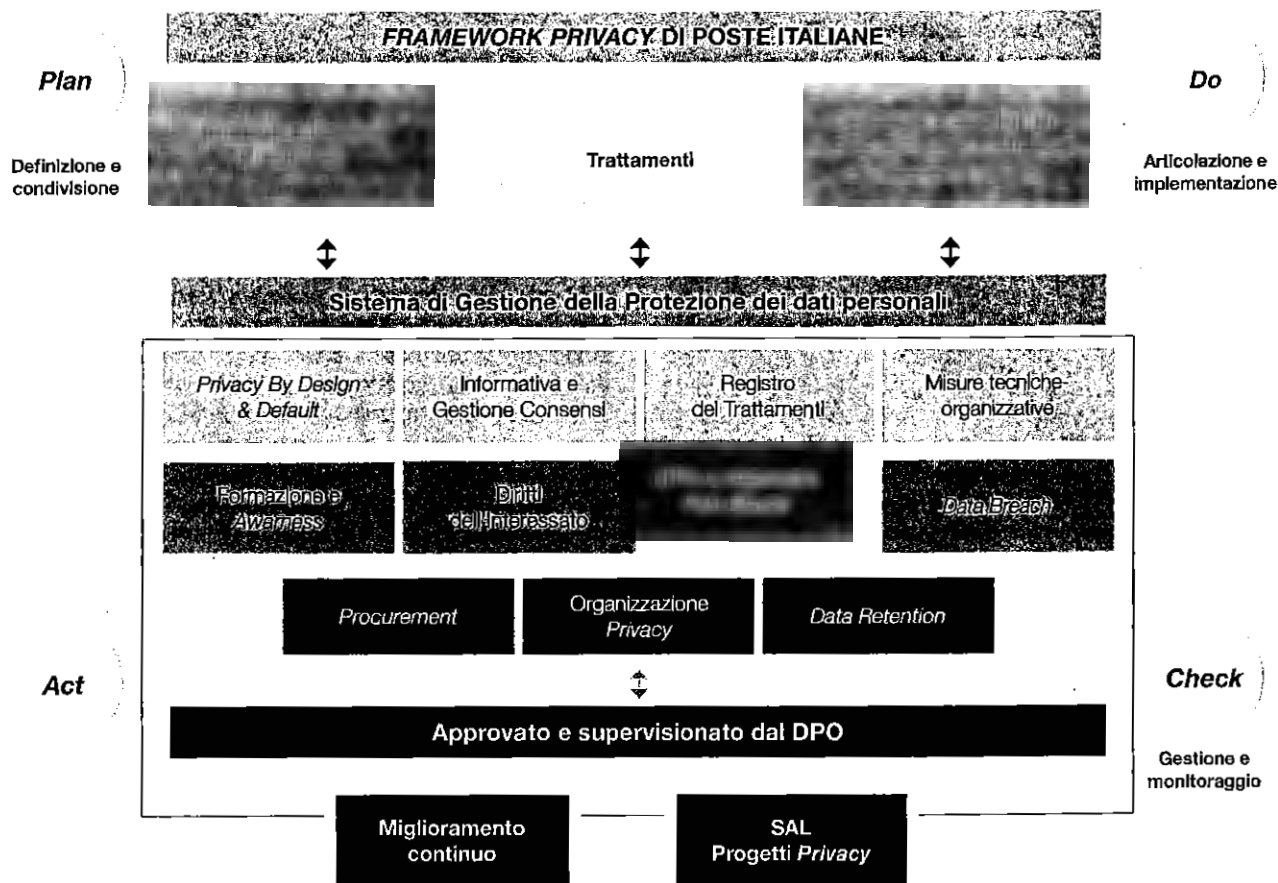 FRAMEWORK PRIVACY DI POSTE ITALIANE
Plan
Do
Definizione e
condivisione
Trattamenti
Articolazione e
implementazione
Sistema di Gestione della Protezione dei dati personali
Privacy By Design
& Default
Informativa e
Gestione Consensi
Registro
dei Trattamenti
Misure tecniche
organizzative
Formazione e
Awarness
Diritti
dell'Interessato
Data Breach
Procurement
Organizzazione
Privacy
Data Retention
Act
Check
Approvato e supervisionato dal DPO
Gestione e
monitoraggio
Miglioramento
continuo
SAL
Progetti Privacy